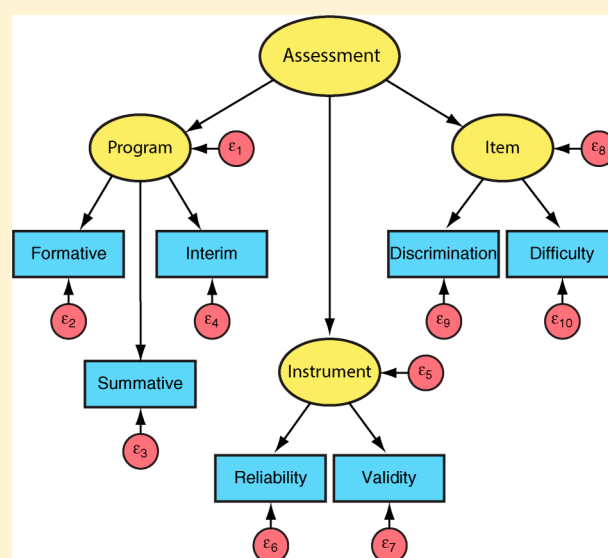 Assessment
Program
ε1
Item
ε8
Formative
Interim
Discrimination
Difficulty
ε2
ε4
ε9
ε10
Instrument
ε5
Summative
ε3
Reliability
Validity
ε6
ε7